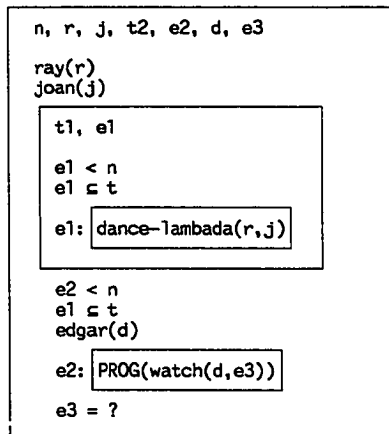 n, r, j, t2, e2, d, e3
ray(r)
joan(j)
t1, e1
e1 < n
e1 ⊆ t
e1: dance-lambada(r,j)
e2 < n
e1 ⊆ t
edgar(d)
e2: PROG(watch(d,e3))
e3 = ?